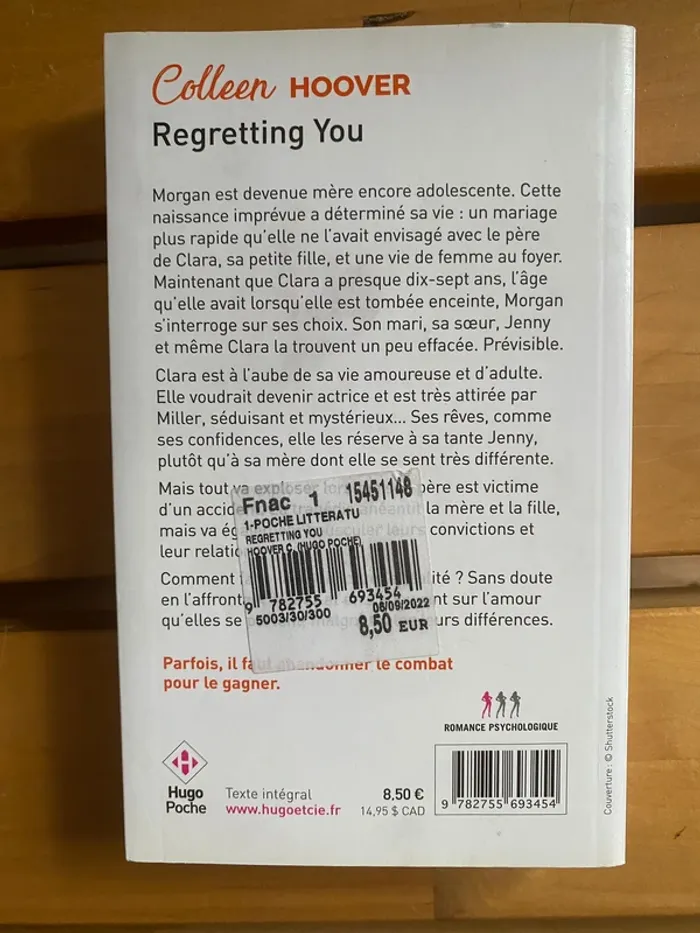 Colleen HOOVER
Regretting You
Morgan est devenue mère encore adolescente. Cette
naissance imprévue a déterminé sa vie : un mariage
plus rapide qu'elle ne l'avait envisagé avec le père
de Clara, sa petite fille, et une vie de femme au foyer.
Maintenant que Clara a presque dix-sept ans, l'âge
qu'elle avait lorsqu'elle est tombée enceinte, Morgan
s'interroge sur ses choix. Son mari, sa sœur, Jenny
et même Clara la trouvent un peu effacée. Prévisible.
Clara est à l'aube de sa vie amoureuse et d'adulte.
Elle voudrait devenir actrice et est très attirée par
Miller, séduisant et mystérieux... Ses rêves, comme
ses confidences, elle les réserve à sa tante Jenny,
plutôt qu'à sa mère dont elle se sent très différente.
Mais tout va exploser père est victime
d'un la mère et la fille,
mais va leurs convictions et
leur
Comment ? Sans doute
en sur l'amour
qu'elles se différences.
Parfois, il faut abandonner le combat
pour le gagner.
Fnac 1 15451148
1-POCHE LITTERATU
REGRETTING YOU
HOOVER C. (HUGO POCHE)
9 782755 693454
5003/30/300 06/09/2022
8,50 EUR
ROMANCE PSYCHOLOGIQUE
Hugo
Poche
Texte intégral
www.hugoetcie.fr
8,50 €
14,95 $ CAD
9 782755 693454
Couverture : © Shutterstock